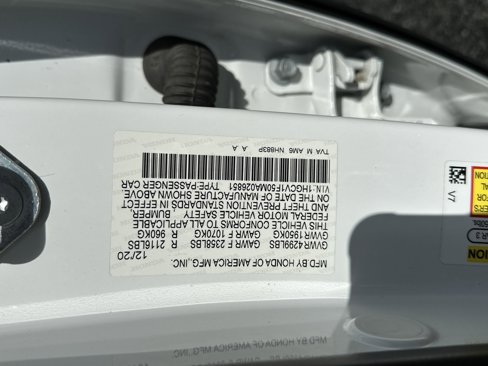 MFD BY HONDA OF AMERICA MFG.,INC. 12/20
GVWR 4299LBS GAWR F 2358LBS R 2116LBS
GVWR 1950KG GAWR F 1070KG R 960KG
THIS VEHICLE CONFORMS TO ALL APPLICABLE
FEDERAL MOTOR VEHICLE SAFETY, BUMPER,
AND THEFT PREVENTION STANDARDS IN EFFECT
ON THE DATE OF MANUFACTURE SHOWN ABOVE
VIN:1HGCV1F50MA026851 TYPE:PASSENGER CAR
TVA M AM6 NH883P A A
V7